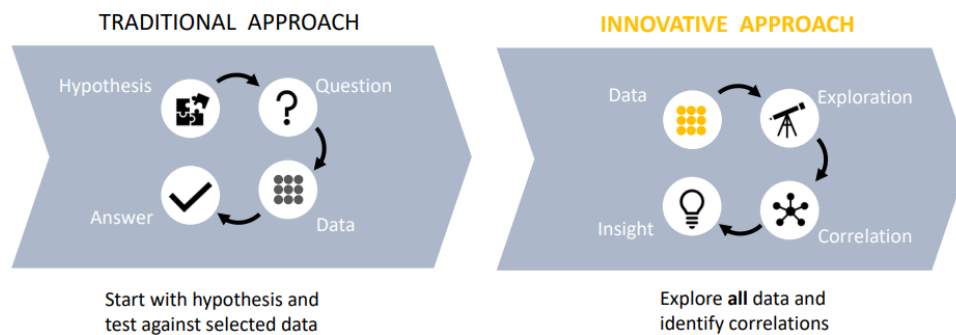 TRADITIONAL APPROACH
Hypothesis
Question
Answer
Data
Start with hypothesis and
test against selected data
INNOVATIVE APPROACH
Data
Exploration
Insight
Correlation
Explore all data and
identify correlations